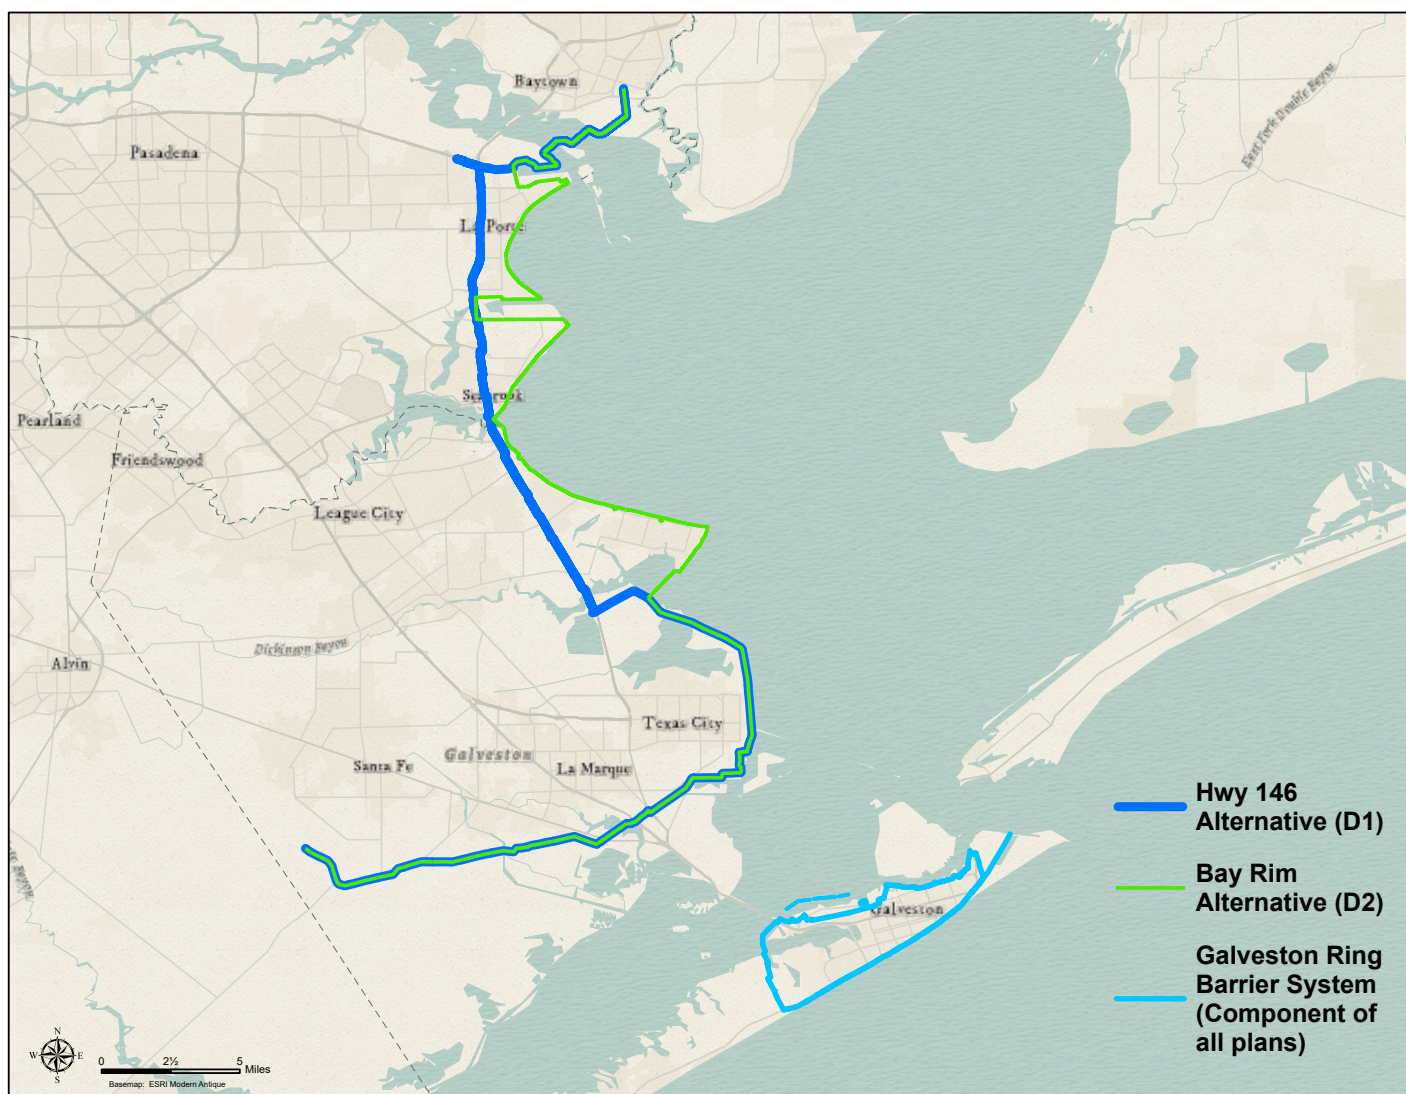 Baytown
East Fork Double Bayou
Pasadena
La Porte
Seabrook
Pearland
Friendswood
League City
Dickinson Bayou
Alvin
Texas City
Galveston
Santa Fe
La Marque
Hwy 146
Alternative (D1)
Bay Rim
Alternative (D2)
Galveston
Galveston Ring
Barrier System
(Component of
all plans)
Bayou
N
W
E
S
0
2½
5
Miles
Basemap: ESRI Modern Antique